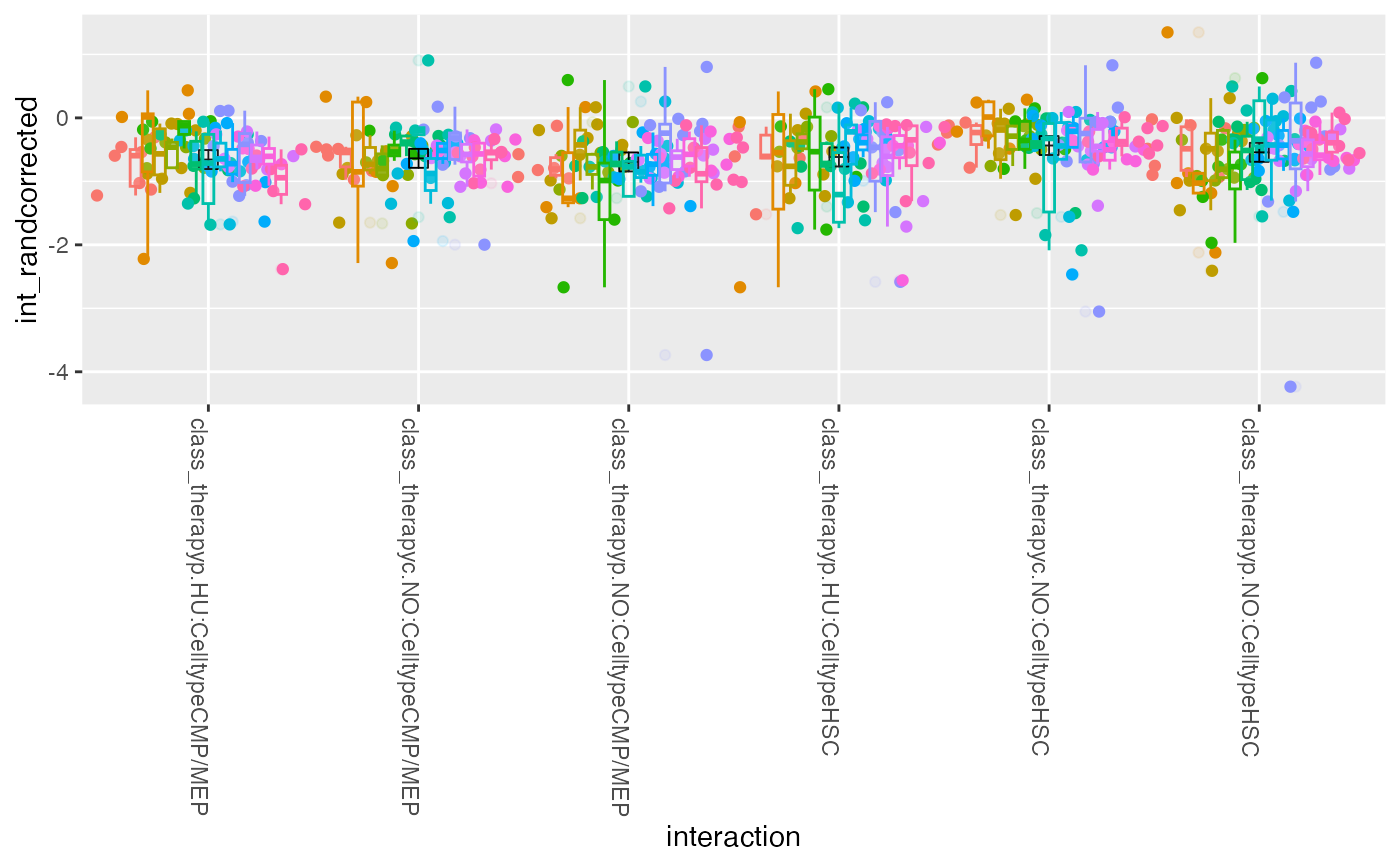 int_randcorrected
0
-2
-4
class_therapyp.HU:CelltypeCMP/MEP
class_therapyc.NO:CelltypeCMP/MEP
class_therapyp.NO:CelltypeCMP/MEP
class_therapyp.HU:CelltypeHSC
class_therapyc.NO:CelltypeHSC
class_therapyp.NO:CelltypeHSC
interaction